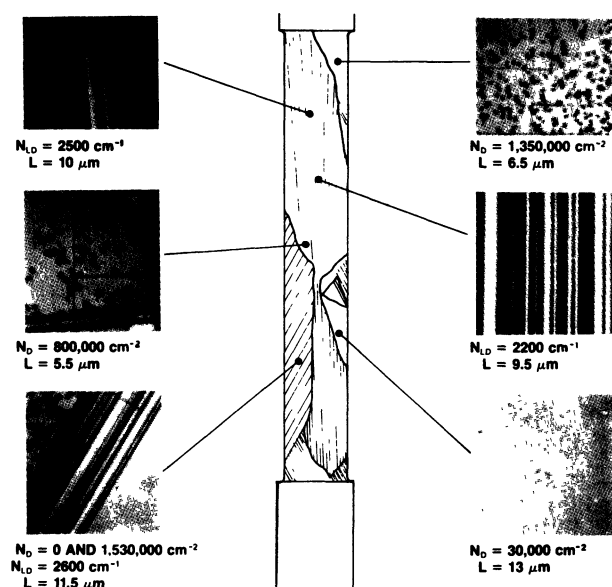 N_LD = 2500 cm⁻¹
L = 10 μm
N_D = 800,000 cm⁻²
L = 5.5 μm
N_D = 0 AND 1,530,000 cm⁻²
N_LD = 2600 cm⁻¹
L = 11.5 μm
N_D = 1,350,000 cm⁻²
L = 6.5 μm
N_LD = 2200 cm⁻¹
L = 9.5 μm
N_D = 30,000 cm⁻²
L = 13 μm